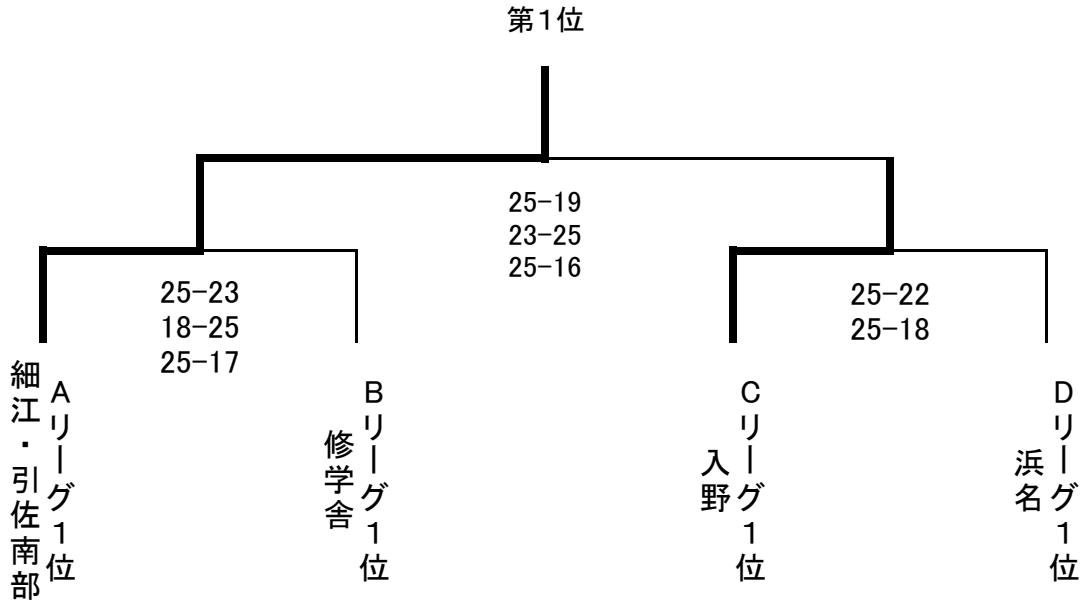 第1位
25-19
23-25
25-16
25-23
18-25
25-17
25-22
25-18
Aリーグ1位
細江・引佐南部
Bリーグ1位
修学舎
Cリーグ1位
入野
Dリーグ1位
浜名